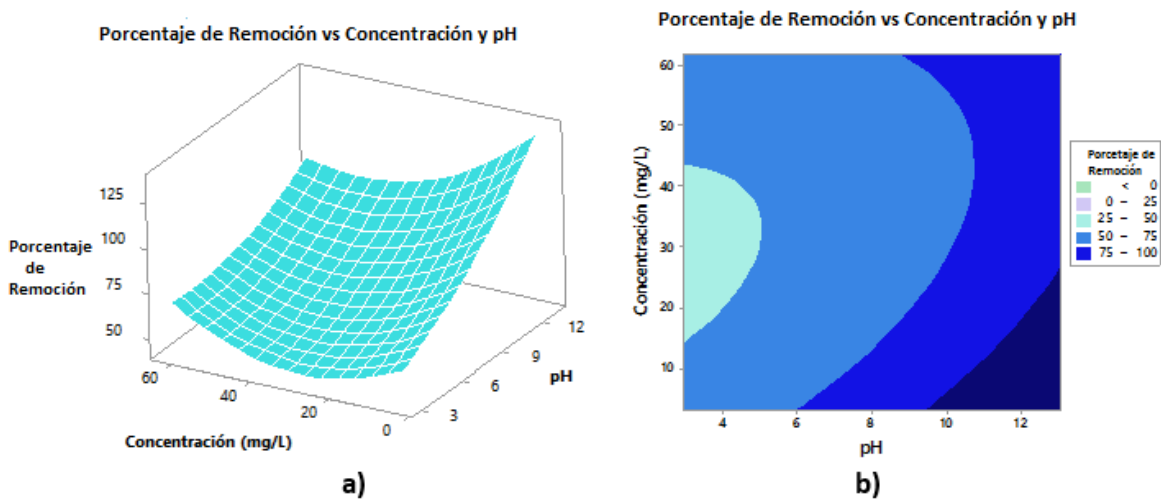 Porcentaje de Remoción vs Concentración y pH
125
100
75
50
Porcentaje
de
Remoción
60
40
20
0
Concentración (mg/L)
3
6
9
12
pH
a)
Porcentaje de Remoción vs Concentración y pH
60
50
40
30
20
10
Concentración (mg/L)
4
6
8
10
12
pH
Porcetaje de
Remoción
< 0
0 – 25
25 – 50
50 – 75
75 – 100
b)